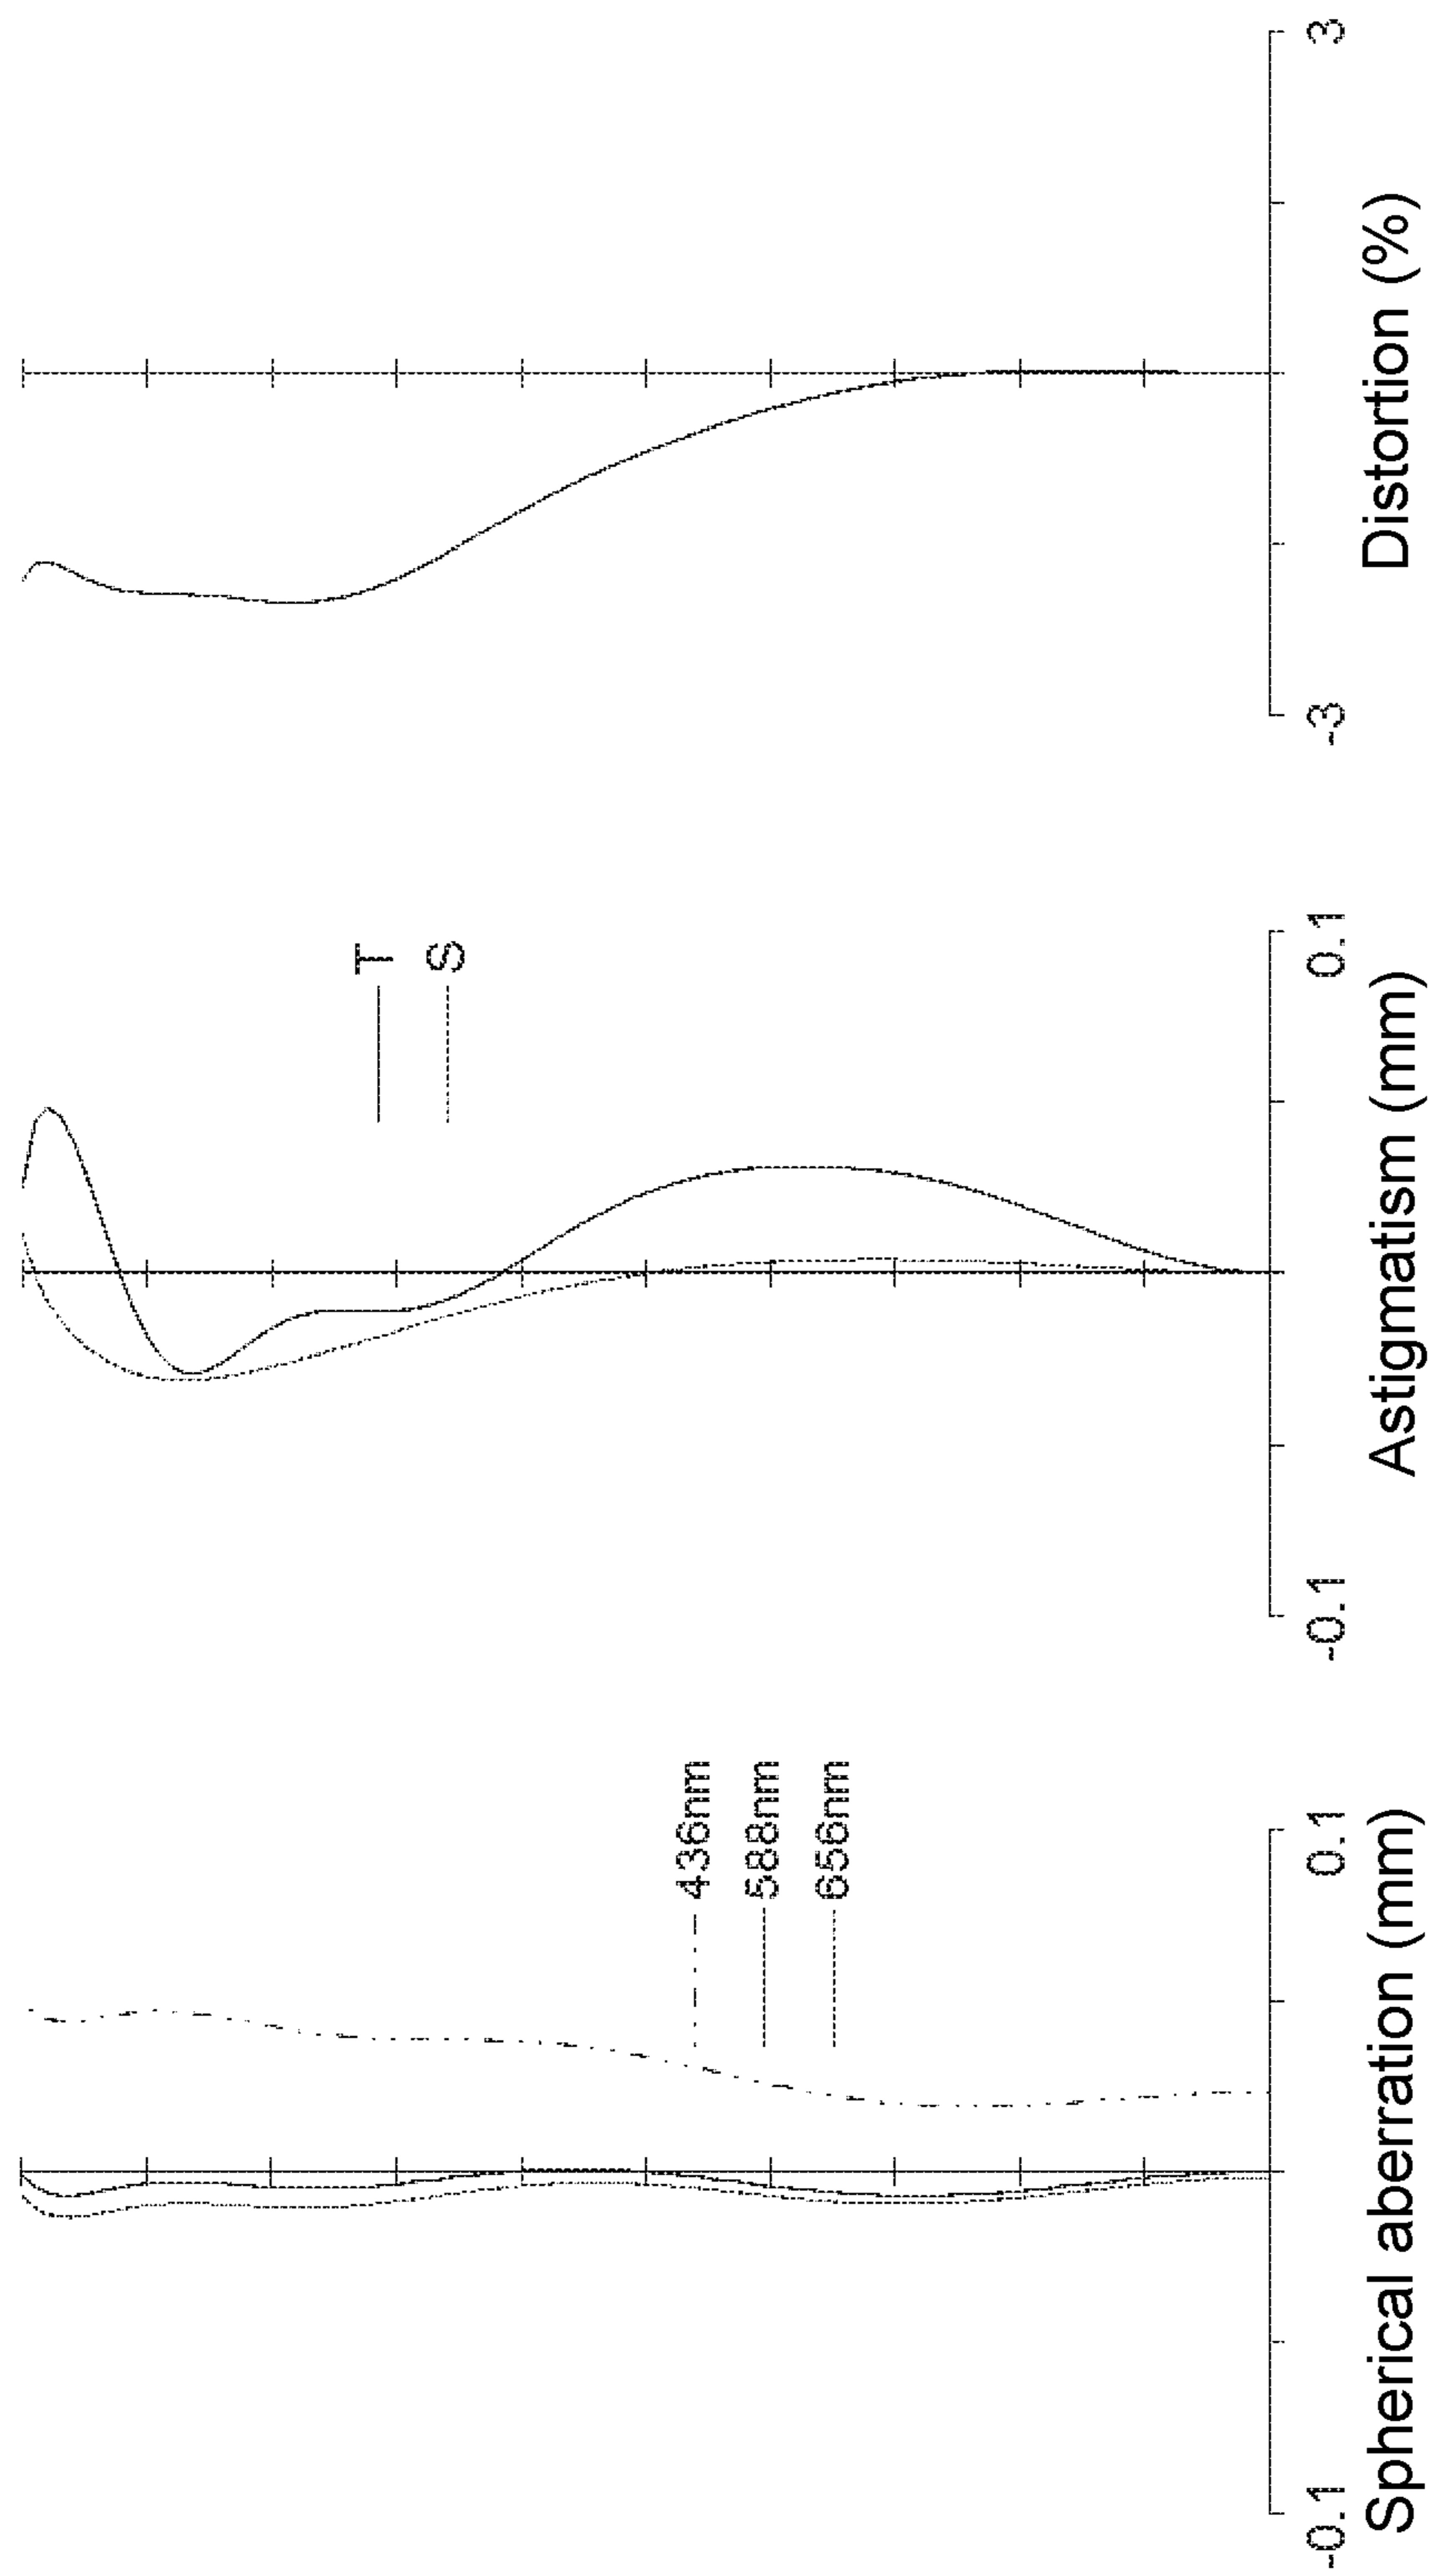 436nm
588nm
656nm
-0.1
0.1
Spherical aberration (mm)
T
S
-0.1
0.1
Astigmatism (mm)
-3
3
Distortion (%)